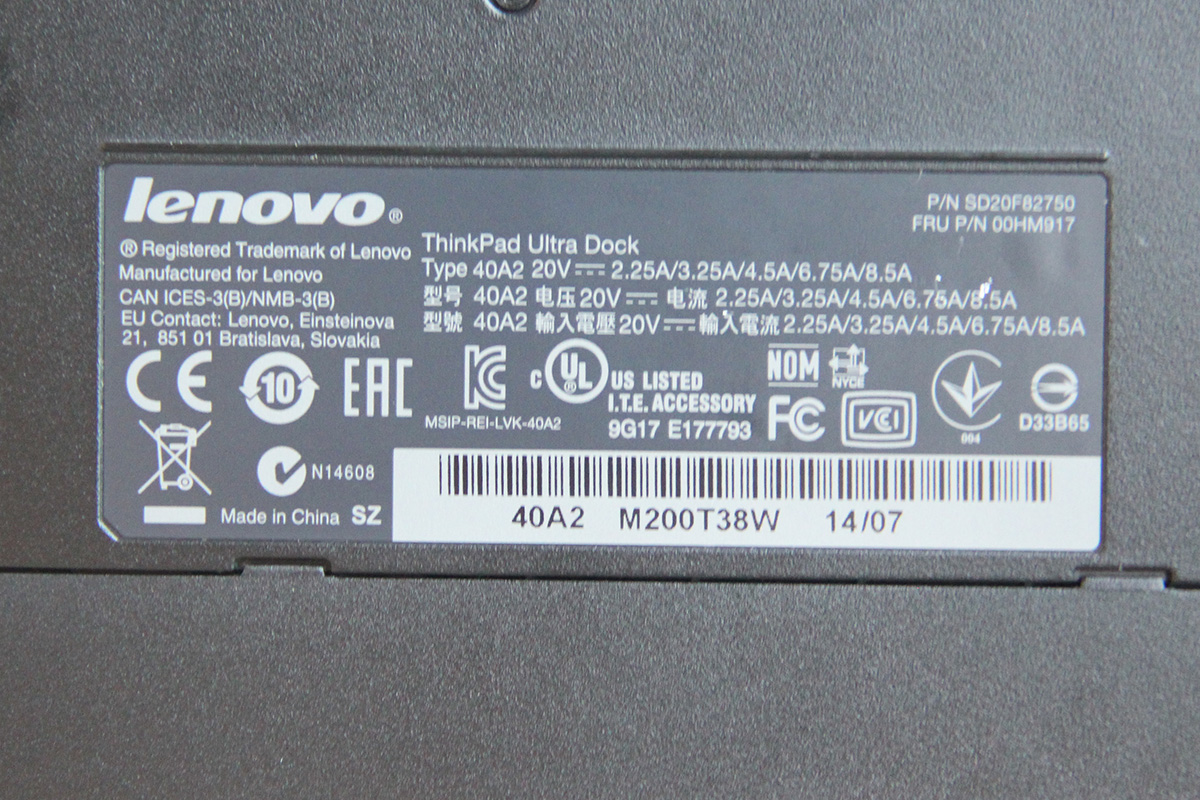 lenovo®
® Registered Trademark of Lenovo
Manufactured for Lenovo
CAN ICES-3(B)/NMB-3(B)
EU Contact: Lenovo, Einsteinova
21, 851 01 Bratislava, Slovakia
P/N SD20F82750
FRU P/N 00HM917
ThinkPad Ultra Dock
Type 40A2 20V⎓2.25A/3.25A/4.5A/6.75A/8.5A
型号 40A2 电压20V⎓电流 2.25A/3.25A/4.5A/6.75A/8.5A
型號 40A2 輸入電壓20V⎓輸入電流2.25A/3.25A/4.5A/6.75A/8.5A
CE 10 EAC
KC
MSIP-REI-LVK-40A2
C UL ® US LISTED
I.T.E. ACCESSORY
9G17 E177793
NOM NYCE
FC VCI
004
D33B65
N14608
Made in China SZ
40A2 M200T38W 14/07